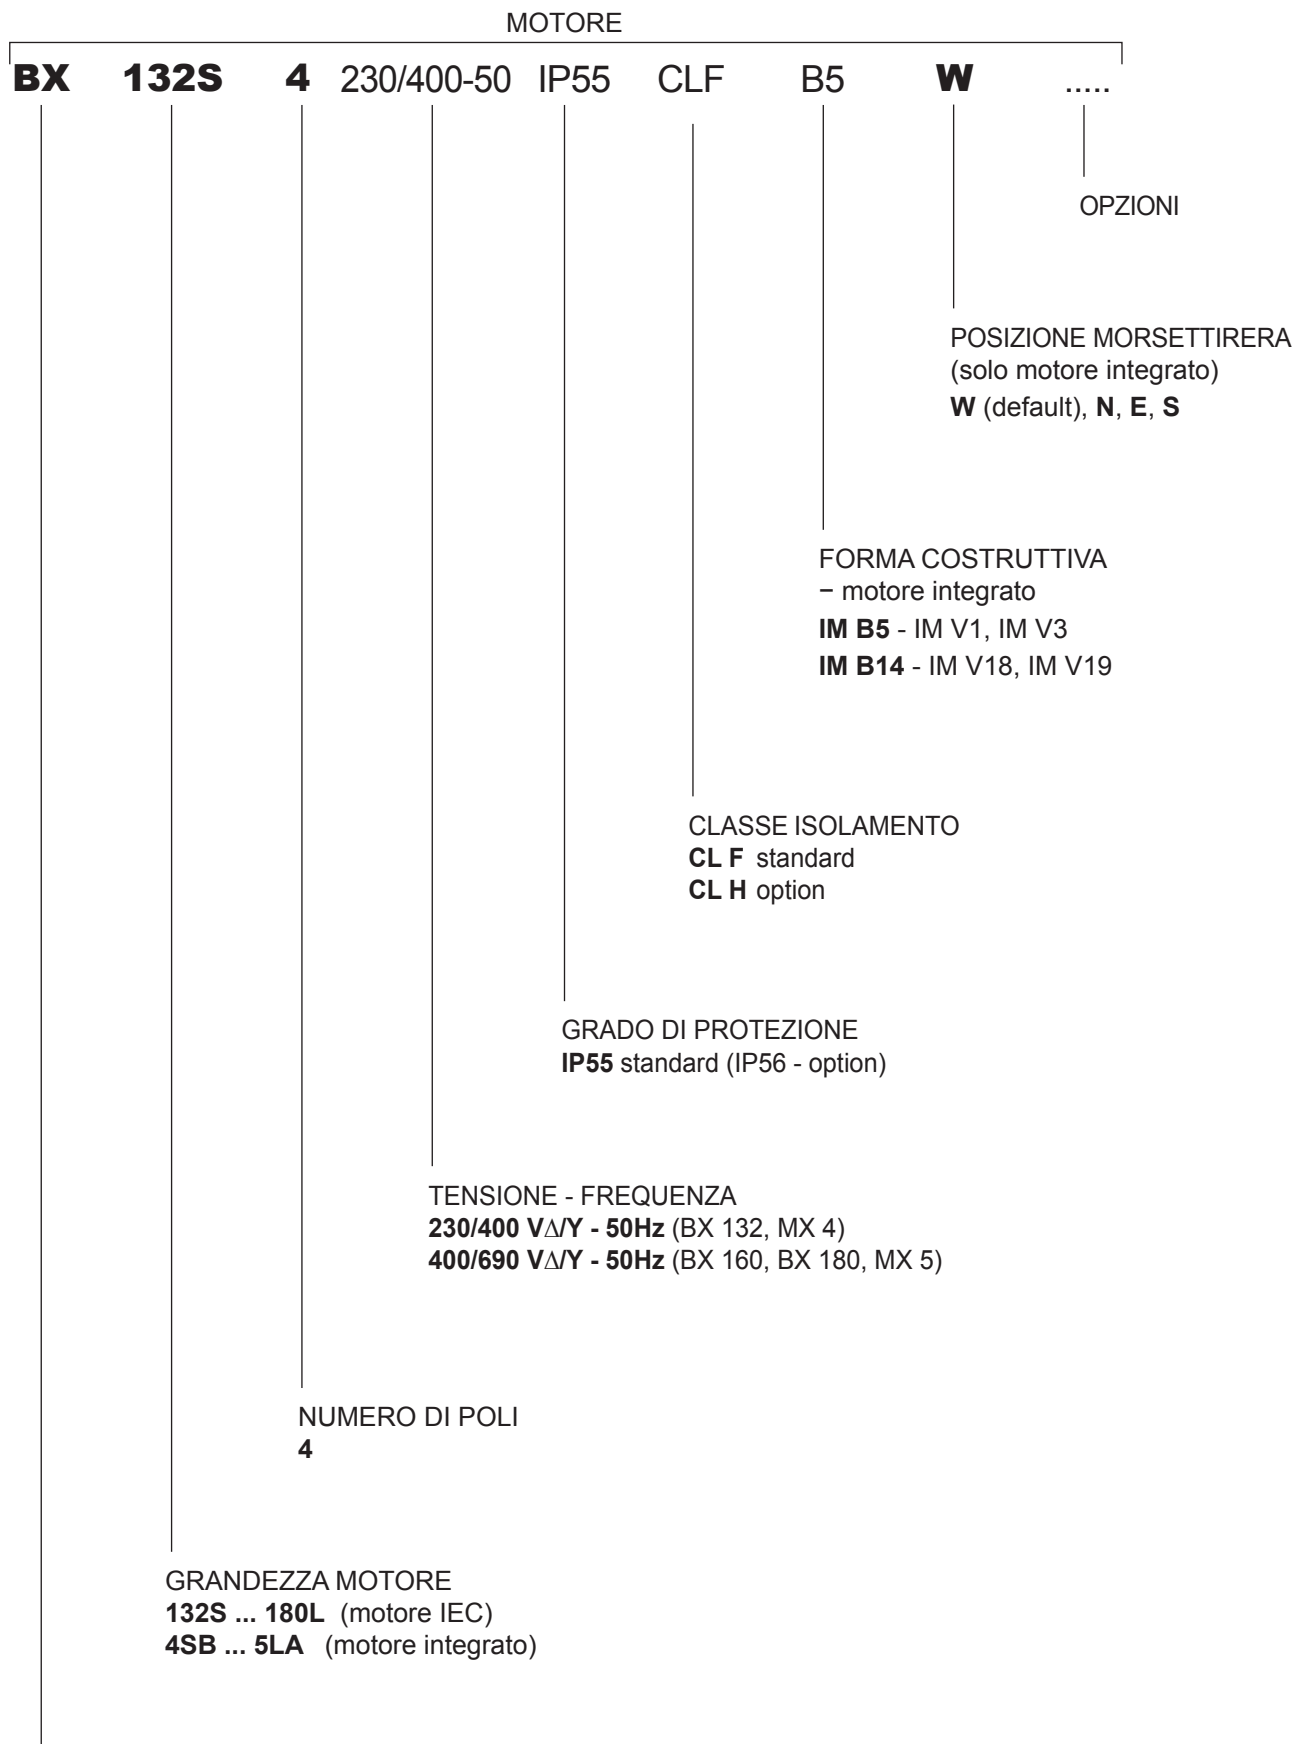 MOTORE
BX 132S 4 230/400-50 IP55 CLF B5 W .....
OPZIONI
POSIZIONE MORSETTIRERA
(solo motore integrato)
W (default), N, E, S
FORMA COSTRUTTIVA
− motore integrato
IM B5 - IM V1, IM V3
IM B14 - IM V18, IM V19
CLASSE ISOLAMENTO
CL F standard
CL H option
GRADO DI PROTEZIONE
IP55 standard (IP56 - option)
TENSIONE - FREQUENZA
230/400 V∆/Y - 50Hz (BX 132, MX 4)
400/690 V∆/Y - 50Hz (BX 160, BX 180, MX 5)
NUMERO DI POLI
4
GRANDEZZA MOTORE
132S ... 180L (motore IEC)
4SB ... 5LA (motore integrato)